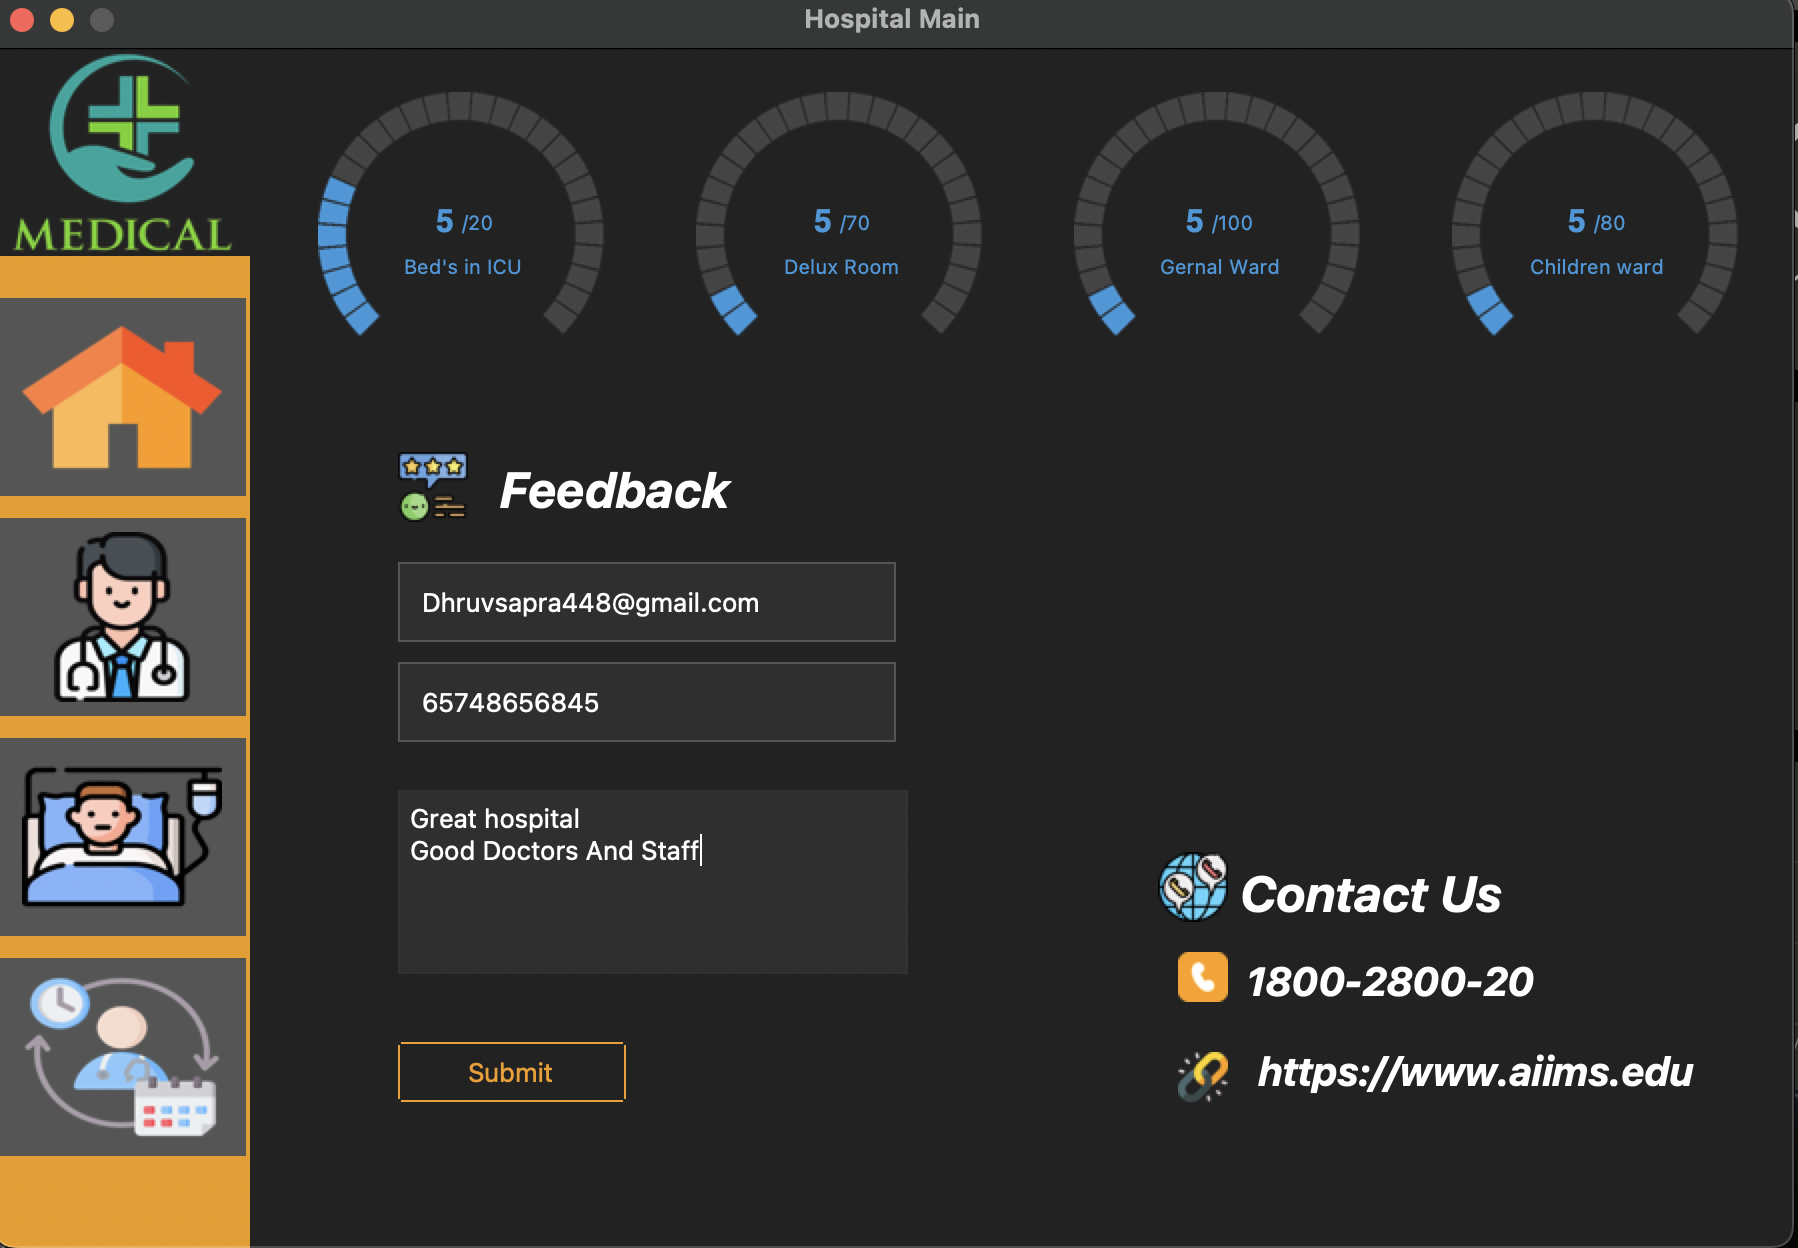 Hospital Main
MEDICAL
5 /20
Bed's in ICU
5 /70
Delux Room
5 /100
Gernal Ward
5 /80
Children ward
Feedback
Dhruvsapra448@gmail.com
65748656845
Great hospital
Good Doctors And Staff
Submit
Contact Us
1800-2800-20
https://www.aiims.edu